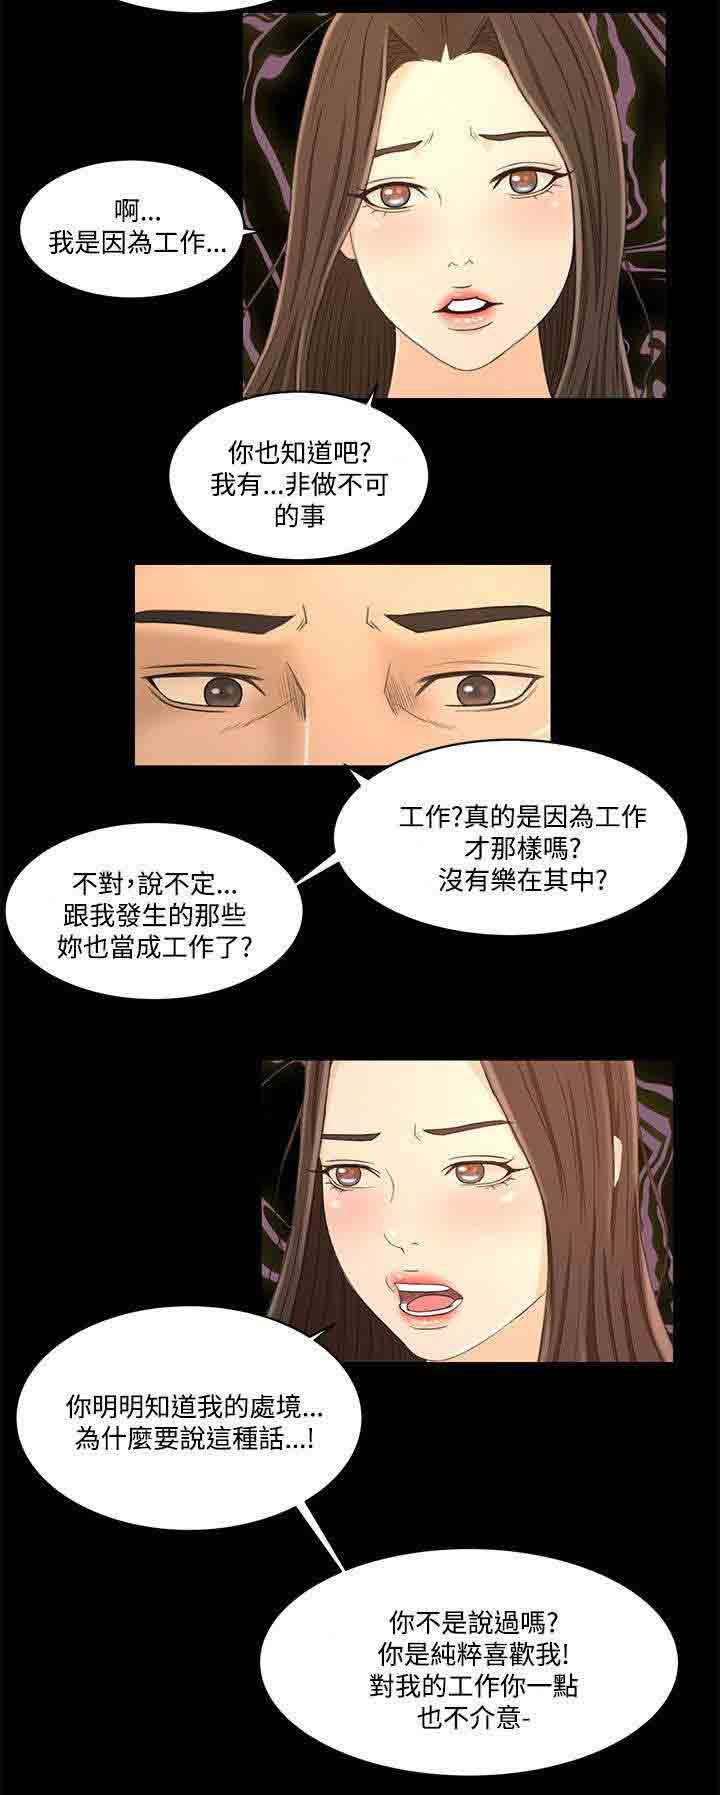 啊...
我是因為工作...
你也知道吧?
我有...非做不可
的事
工作?真的是因為工作
才那樣嗎?
沒有樂在其中?
不對，說不定...
跟我發生的那些
妳也當成工作了?
你明明知道我的處境...
為什麼要說這種話...!
你不是說過嗎?
你是純粹喜歡我!
對我的工作你一點
也不介意-